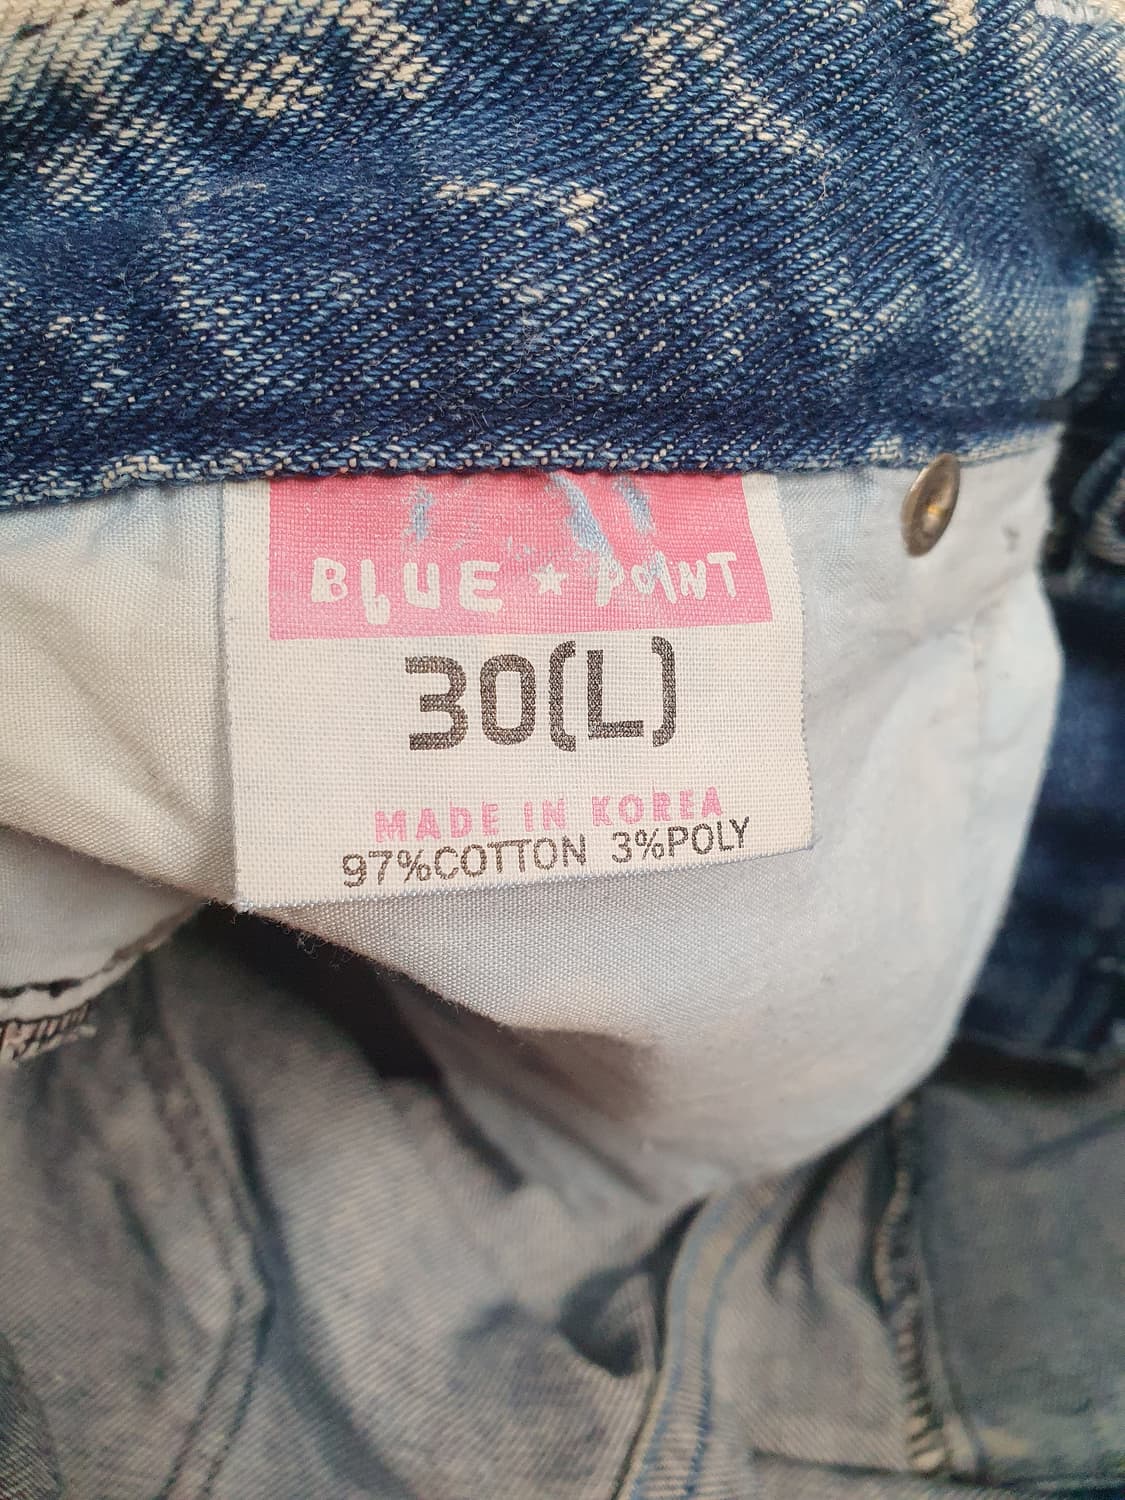 BLUE ★ POINT
30(L)
MADE IN KOREA
97%COTTON 3%POLY